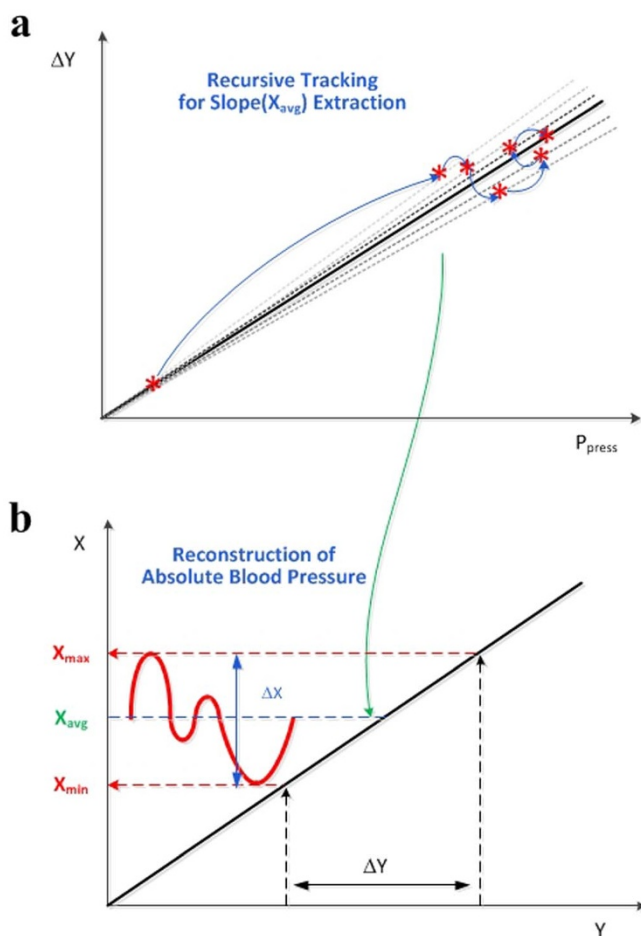 a
ΔY
Recursive Tracking
for Slope(Xavg) Extraction
Ppress
b
X
Reconstruction of
Absolute Blood Pressure
Xmax
ΔX
Xavg
Xmin
ΔY
Y